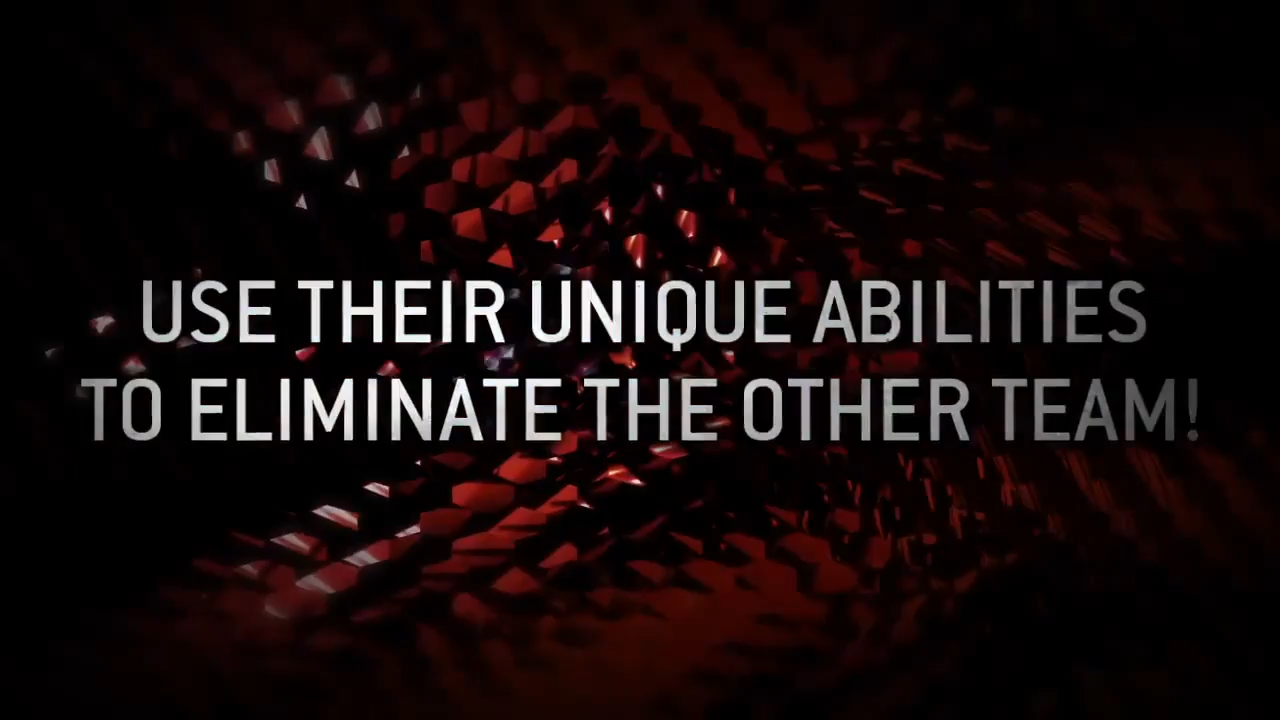 USE THEIR UNIQUE ABILITIES
TO ELIMINATE THE OTHER TEAM!